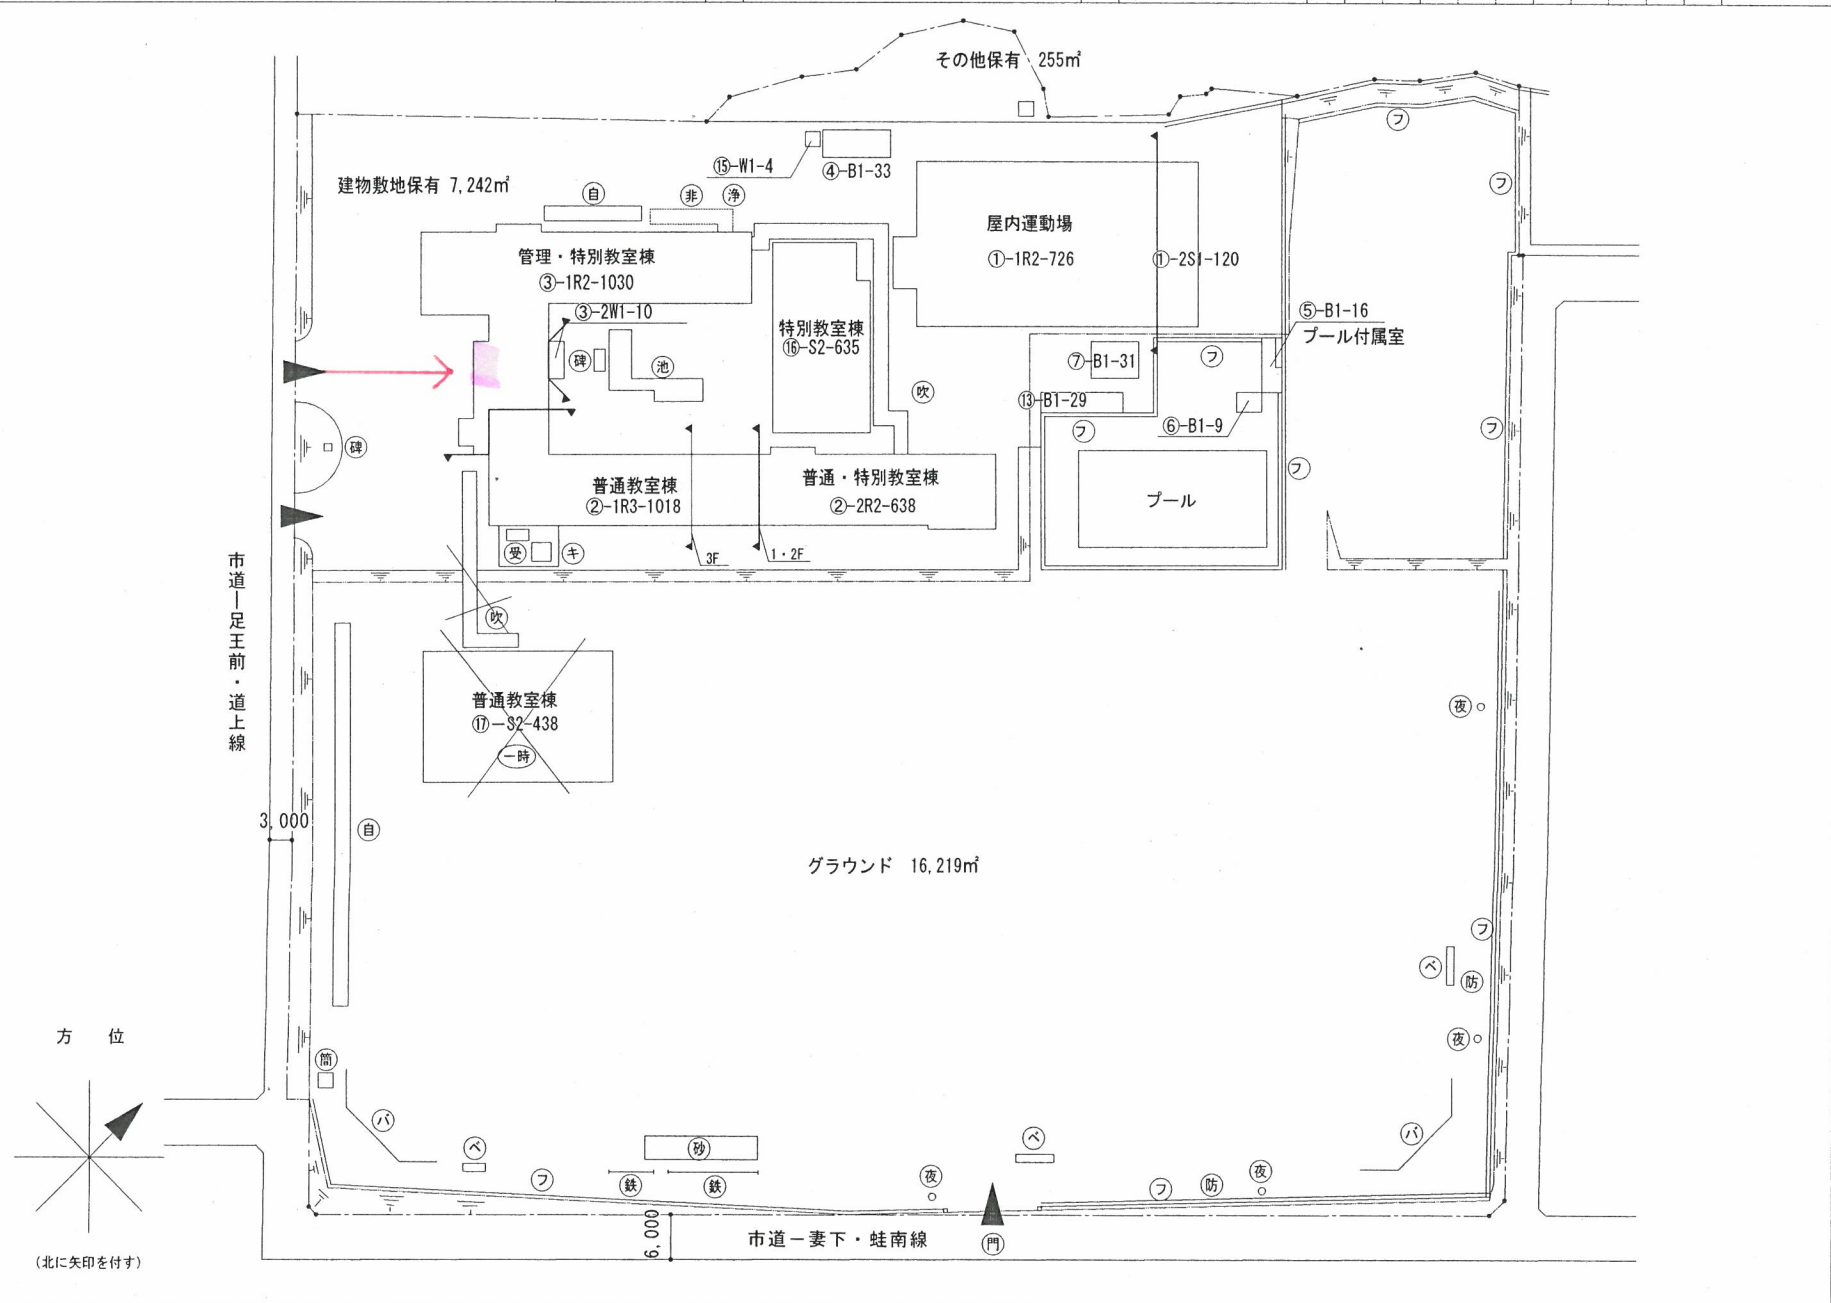 その他保有 255㎡
建物敷地保有 7,242㎡
⑮-W1-4
④-B1-33
自
非
浄
管理・特別教室棟
③-1R2-1030
③-2W1-10
碑
池
特別教室棟
⑯-S2-635
屋内運動場
①-1R2-726
①-2S1-120
フ
フ
⑤-B1-16
プール付属室
⑦-B1-31
フ
⑬-B1-29
⑥-B1-9
フ
フ
フ
吹
プール
碑
普通教室棟
②-1R3-1018
普通・特別教室棟
②-2R2-638
受
キ
3F
1・2F
市道ー足王前・道上線
吹
普通教室棟
⑰-S2-438
一時
夜
3,000
自
グラウンド 16,219㎡
フ
ベ
防
夜
方 位
簡
バ
ベ
砂
ベ
バ
フ
鉄
鉄
夜
フ
防
夜
6,000
市道ー妻下・蛙南線
門
(北に矢印を付す)